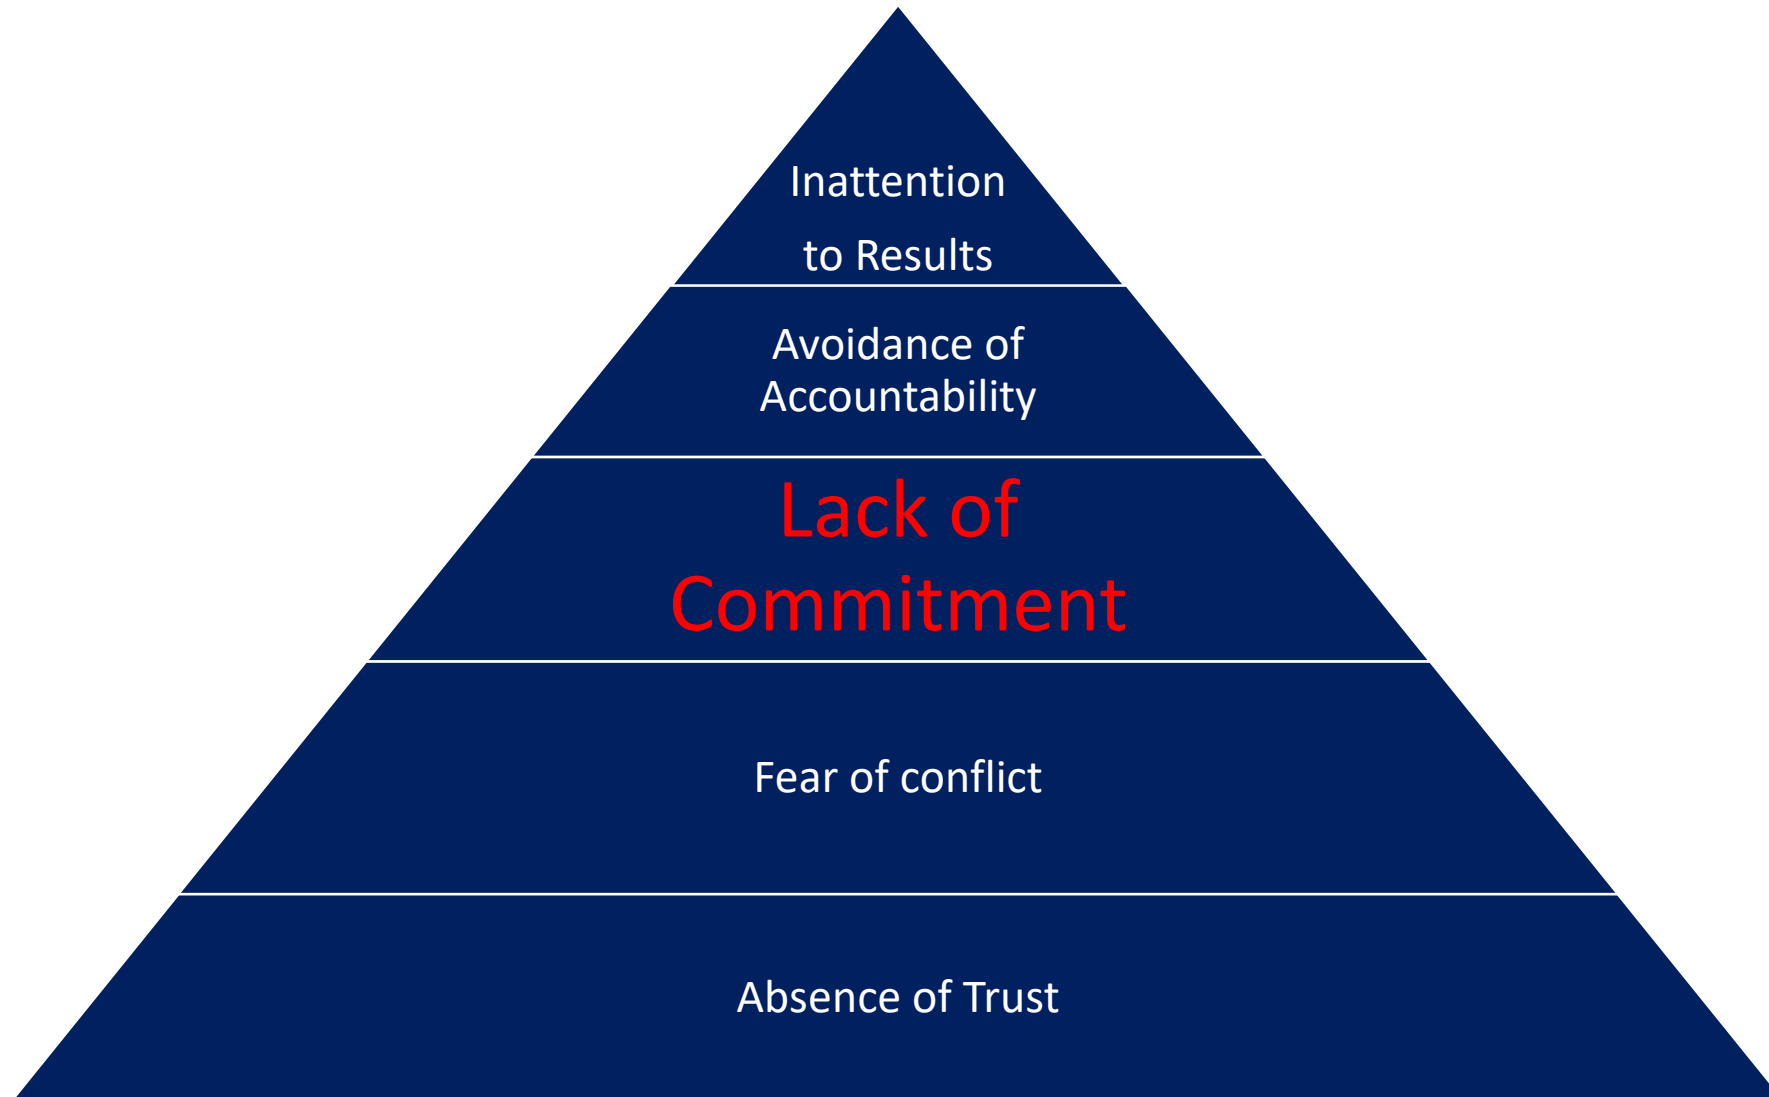 Inattention
to Results
Avoidance of
Accountability
Lack of
Commitment
Fear of conflict
Absence of Trust